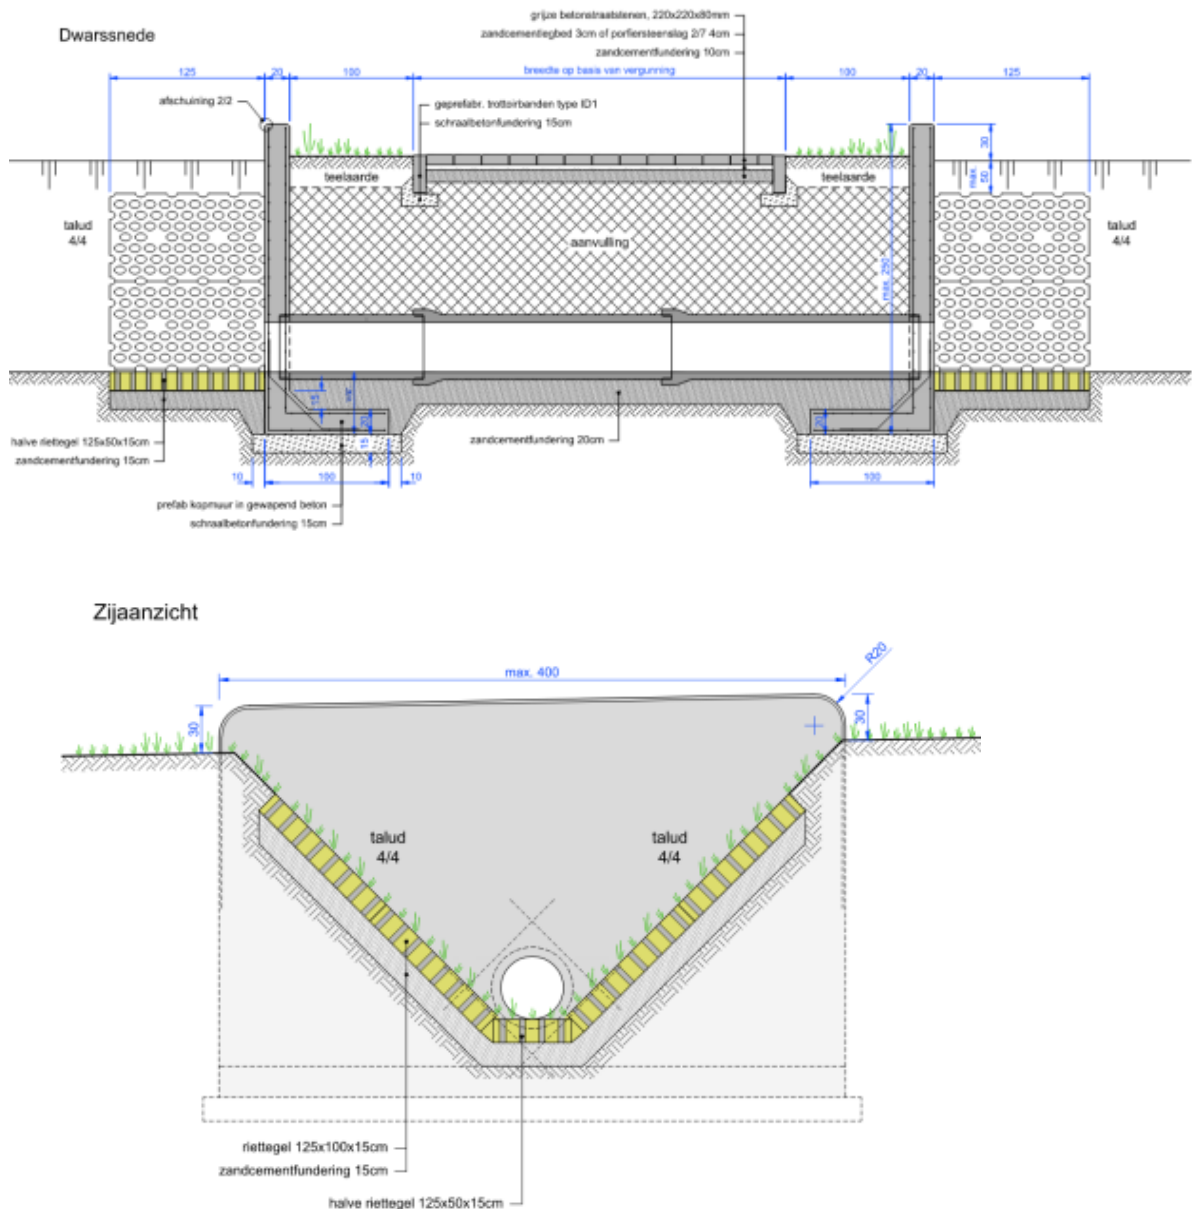 grijze betonstraatstenen, 220x220x80mm
Dwarssnede
zandcementlegbed 3cm of porfiersteenslag 2/7 4cm
zandcementfundering 10cm
125
20
100
breedte op basis van vergunning
100
20
125
afschuining 2/2
geprefabr. trottoirbanden type ID1
schraalbetonfundering 15cm
30
teelaarde
teelaarde
max.
50
talud
4/4
aanvulling
talud
4/4
max. 250
15
20
15
20
halve riettegel 125x50x15cm
zandcementfundering 15cm
zandcementfundering 20cm
10
100
10
100
prefab kopmuur in gewapend beton
schraalbetonfundering 15cm
Zijaanzicht
max. 400
R20
30
30
talud
4/4
talud
4/4
riettegel 125x100x15cm
zandcementfundering 15cm
halve riettegel 125x50x15cm